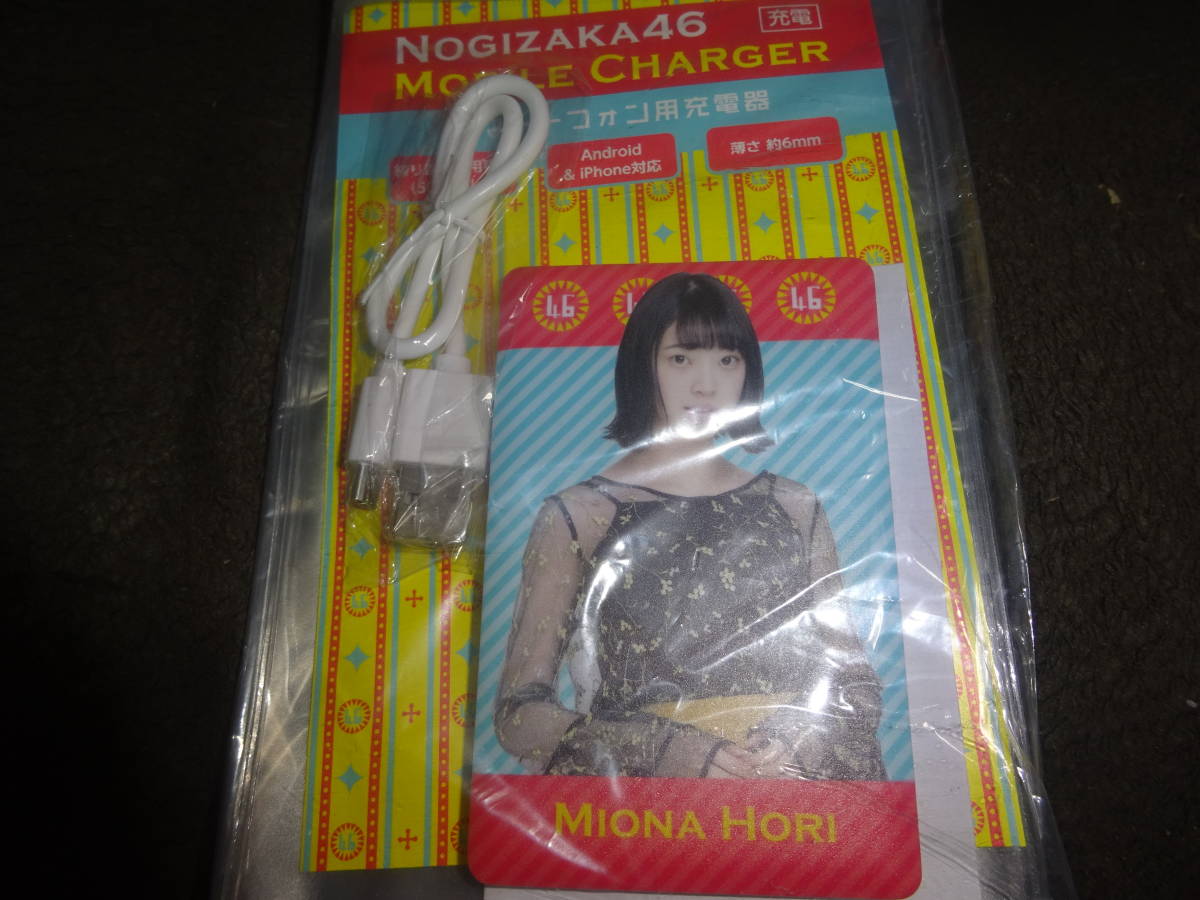 NOGIZAKA46
充電
MOBILE CHARGER
ーフォン用充電器
Android
& iPhone対応
薄さ 約6mm
46
46
MIONA HORI